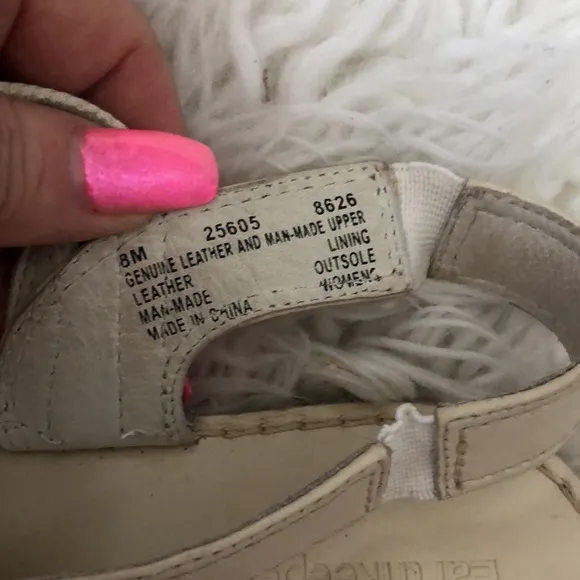 8M 25605 8626
GENUINE LEATHER AND MAN-MADE UPPER
LEATHER LINING
MAN-MADE OUTSOLE
MADE IN CHINA WOMENS